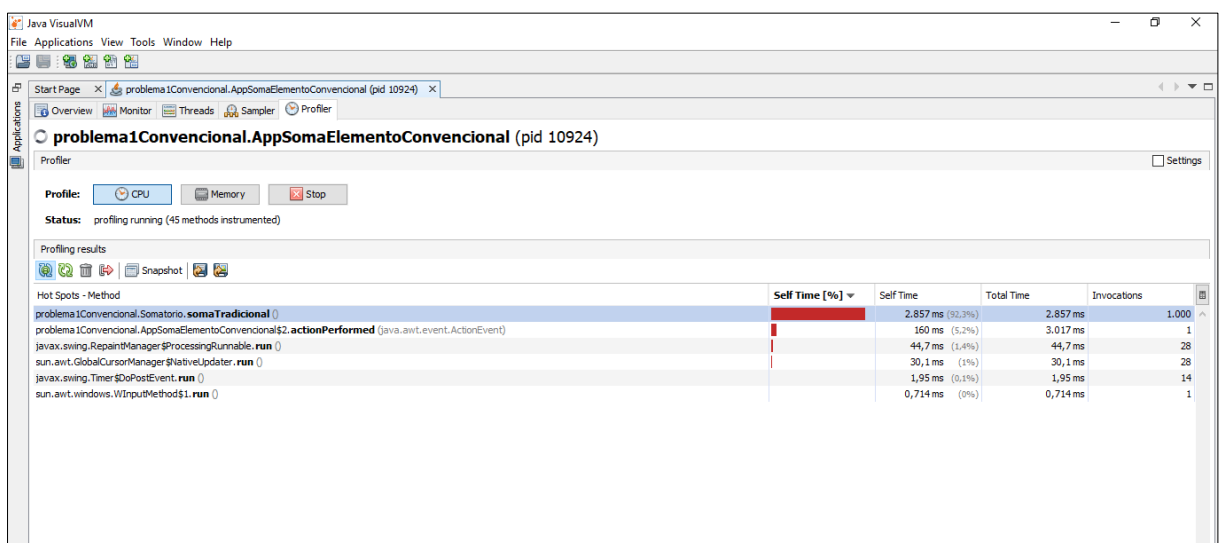 Java VisualVM
File Applications View Tools Window Help
Start Page problema1Convencional.AppSomaElementoConvencional (pid 10924)
Applications
Overview Monitor Threads Sampler Profiler
problema1Convencional.AppSomaElementoConvencional (pid 10924)
Profiler Settings
Profile: CPU Memory Stop
Status: profiling running (45 methods instrumented)
Profiling results
Snapshot
Hot Spots - Method Self Time [%] Self Time Total Time Invocations
problema1Convencional.Somatorio.somaTradicional () 2.857 ms (92,3%) 2.857 ms 1.000
problema1Convencional.AppSomaElementoConvencional$2.actionPerformed (java.awt.event.ActionEvent) 160 ms (5,2%) 3.017 ms 1
javax.swing.RepaintManager$ProcessingRunnable.run () 44,7 ms (1,4%) 44,7 ms 28
sun.awt.GlobalCursorManager$NativeUpdater.run () 30,1 ms (1%) 30,1 ms 28
javax.swing.Timer$DoPostEvent.run () 1,95 ms (0,1%) 1,95 ms 14
sun.awt.windows.WInputMethod$1.run () 0,714 ms (0%) 0,714 ms 1